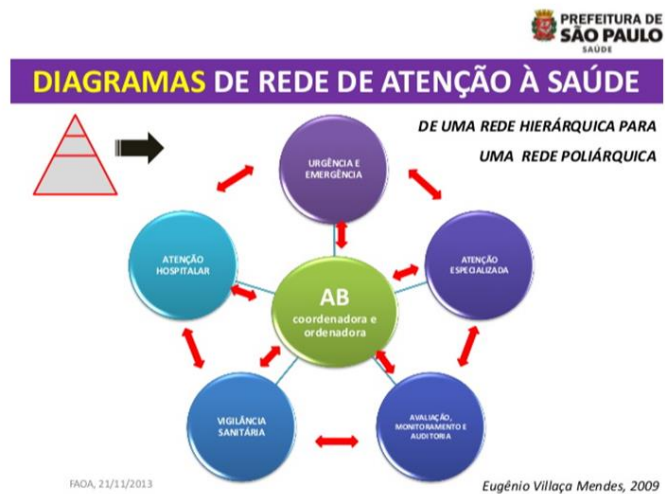 PREFEITURA DE
SÃO PAULO
SAÚDE
DIAGRAMAS DE REDE DE ATENÇÃO À SAÚDE
DE UMA REDE HIERÁRQUICA PARA
UMA REDE POLIÁRQUICA
URGÊNCIA E
EMERGÊNCIA
ATENÇÃO
HOSPITALAR
ATENÇÃO
ESPECIALIZADA
AB
coordenadora e
ordenadora
VIGILÂNCIA
SANITÁRIA
AVALIAÇÃO,
MONITORAMENTO E
AUDITORIA
FAOA, 21/11/2013
Eugênio Villaça Mendes, 2009